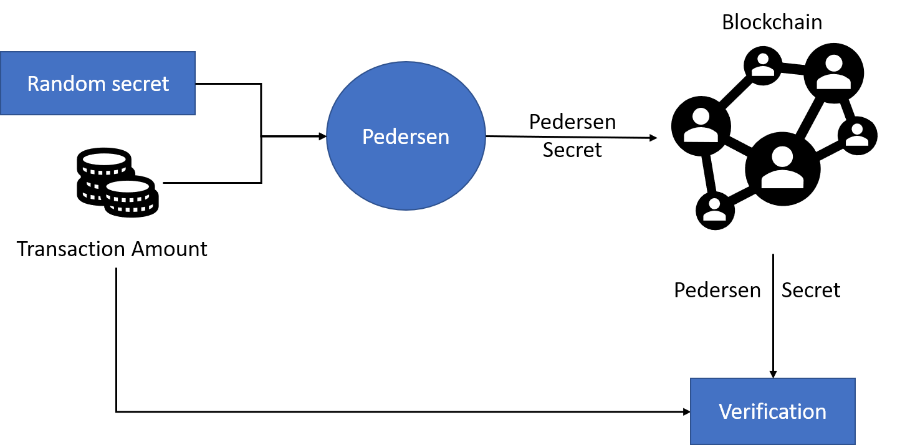 Blockchain
Random secret
Pedersen
Pedersen
Secret
Transaction Amount
Pedersen Secret
Verification